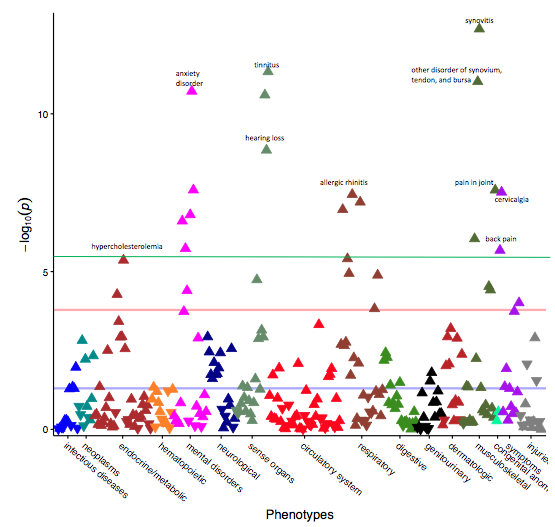 synovitis
tinnitus
other disorder of synovium,
tendon, and bursa
anxiety
disorder
10
hearing loss
allergic rhinitis
pain in joint
cervicalgia
back pain
hypercholesterolemia
5
0
−log10(p)
infectious diseases
neoplasms
endocrine/metabolic
hematopoietic
mental disorders
neurological
sense organs
circulatory system
respiratory
digestive
genitourinary
dermatologic
musculoskeletal
congenital anom
symptoms
injuries
Phenotypes